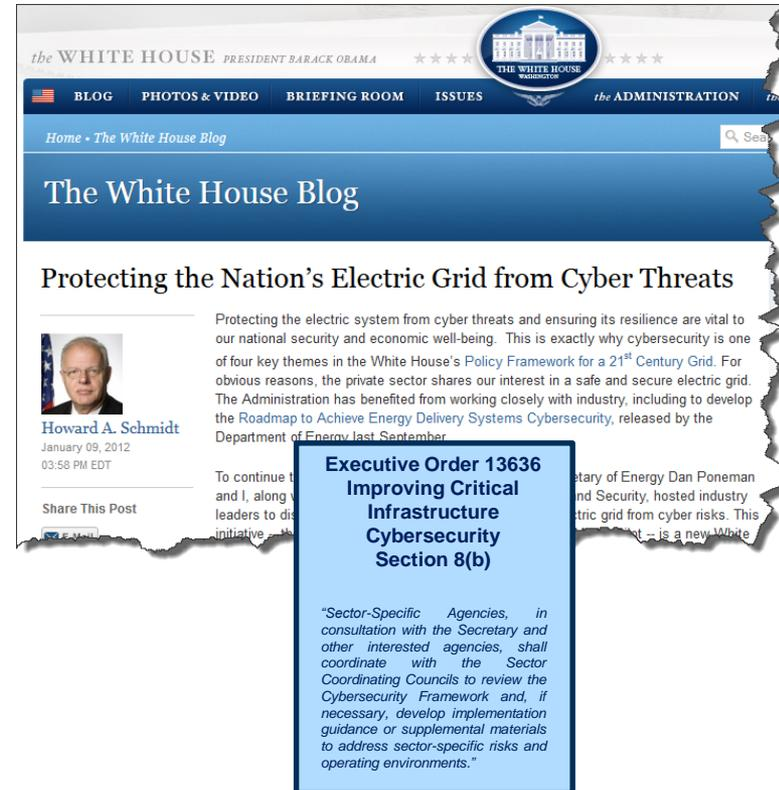 the WHITE HOUSE PRESIDENT BARACK OBAMA
THE WHITE HOUSE
WASHINGTON
BLOG PHOTOS & VIDEO BRIEFING ROOM ISSUES the ADMINISTRATION
Home • The White House Blog
The White House Blog
Protecting the Nation’s Electric Grid from Cyber Threats
Howard A. Schmidt
January 09, 2012
03:58 PM EDT
Share This Post
E-Mail
Protecting the electric system from cyber threats and ensuring its resilience are vital to
our national security and economic well-being. This is exactly why cybersecurity is one
of four key themes in the White House’s Policy Framework for a 21st Century Grid. For
obvious reasons, the private sector shares our interest in a safe and secure electric grid.
The Administration has benefited from working closely with industry, including to develop
the Roadmap to Achieve Energy Delivery Systems Cybersecurity, released by the
Department of Energy last September
To continue etary of Energy Dan Poneman
and I, along nd Security, hosted industry
leaders to tric grid from cyber risks. This
initiative -- is a new White
Executive Order 13636
Improving Critical
Infrastructure
Cybersecurity
Section 8(b)
“Sector-Specific Agencies, in
consultation with the Secretary and
other interested agencies, shall
coordinate with the Sector
Coordinating Councils to review the
Cybersecurity Framework and, if
necessary, develop implementation
guidance or supplemental materials
to address sector-specific risks and
operating environments.”